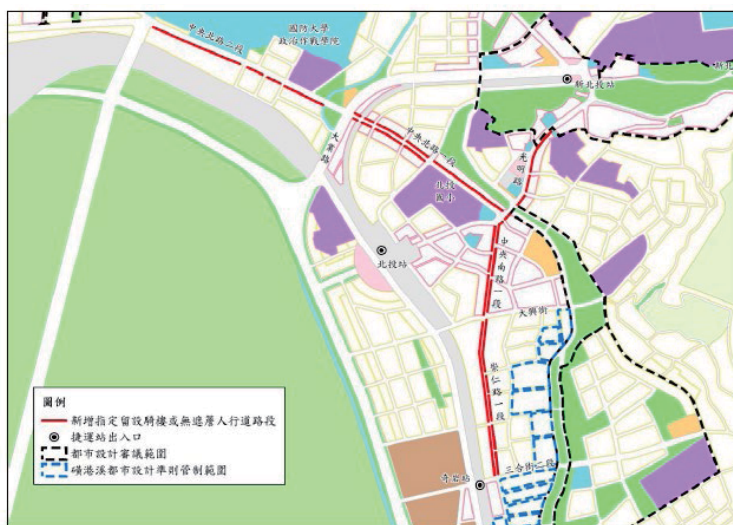 國防大學
政治作戰學院
中央北路二段
新北投站
新北
大業路
中央北路一段
光明路
北投
國小
北投站
中央南路一段
大興街
崇仁路一段
三合街二段
奇岩站
圖例
新增指定留設騎樓或無遮簷人行道路段
捷運站出入口
都市設計審議範圍
磺港溪都市設計準則管制範圍